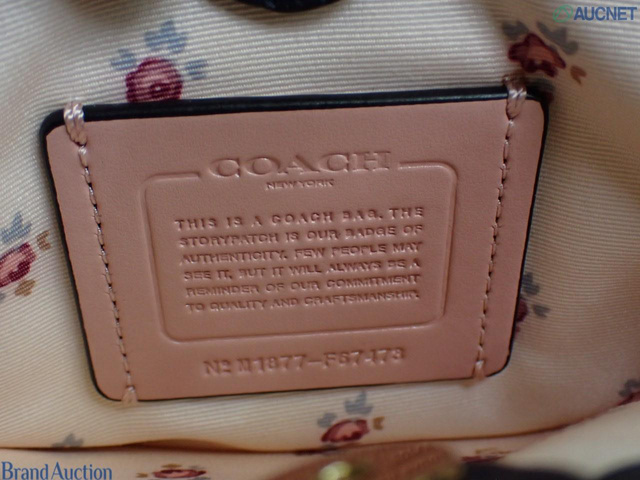 AUCNET
COACH
NEW YORK
THIS IS A COACH BAG. THE
STORYPATCH IS OUR BADGE OF
AUTHENTICITY. FEW PEOPLE MAY
SEE IT, BUT IT WILL ALWAYS BE A
REMINDER OF OUR COMMITMENT
TO QUALITY AND CRAFTSMANSHIP.
No M1877-F67473
Brand Auction